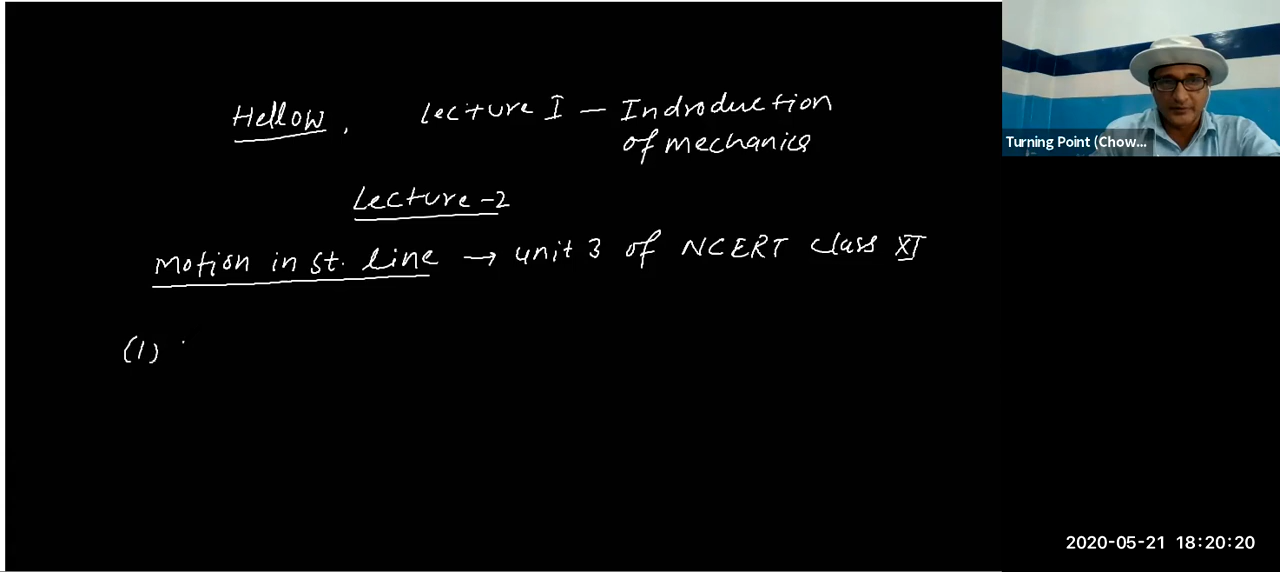 Hellow, Lecture I – Indroduction
of mechanics
Lecture-2
Motion in st. line → unit 3 of NCERT class XI
(1)
Turning Point (Chow...
2020-05-21 18:20:20